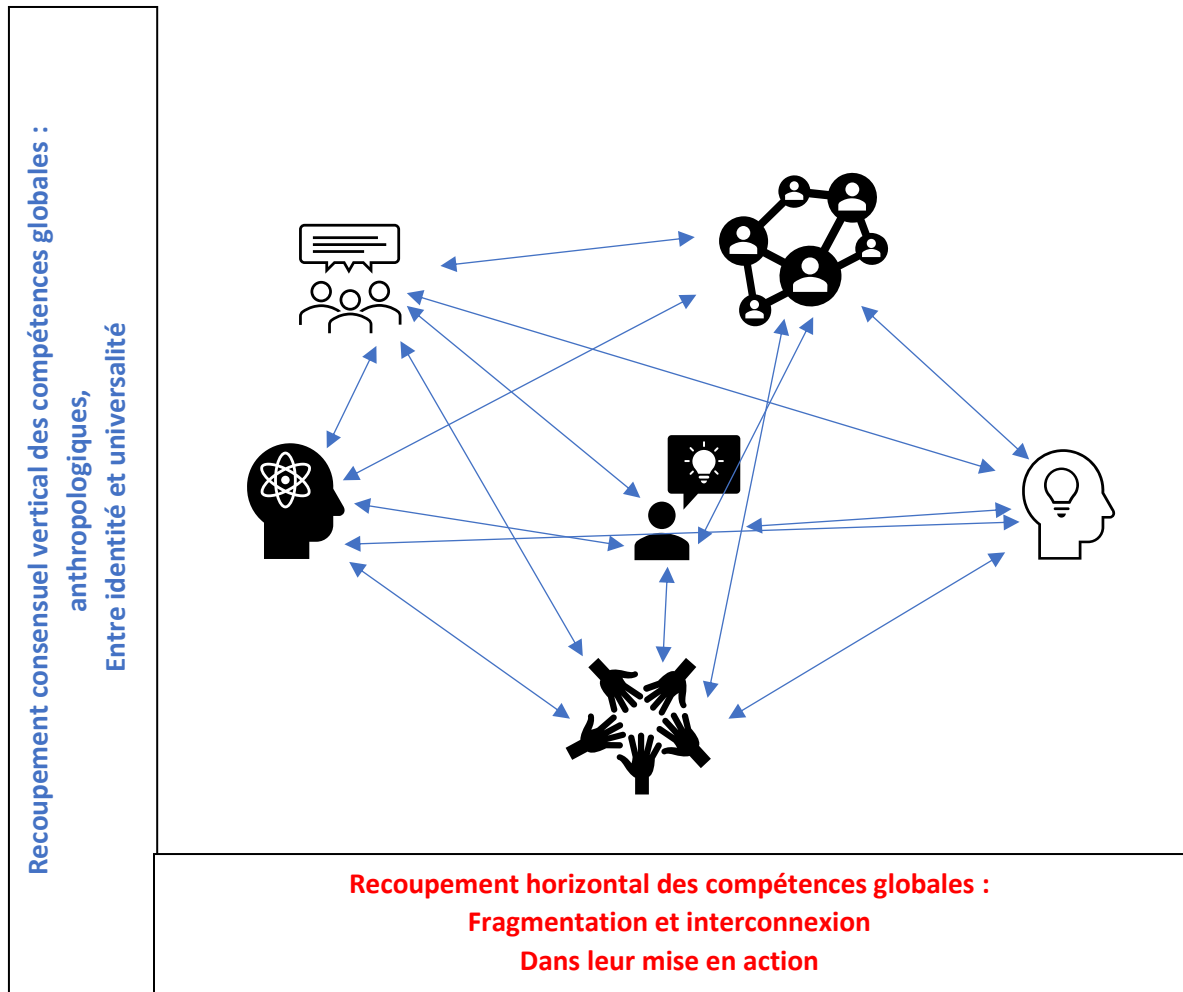 Recoupement consensuel vertical des compétences globales :
anthropologiques,
Entre identité et universalité
Recoupement horizontal des compétences globales :
Fragmentation et interconnexion
Dans leur mise en action